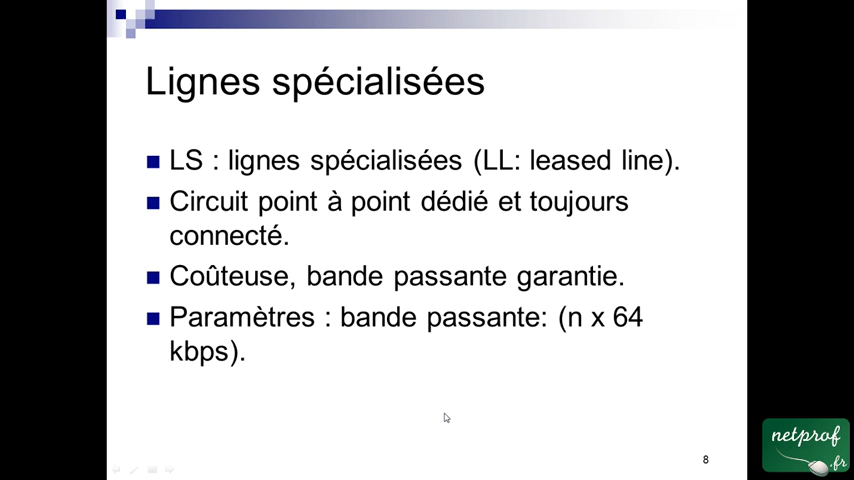 Lignes spécialisées
LS : lignes spécialisées (LL: leased line).
Circuit point à point dédié et toujours
connecté.
Coûteuse, bande passante garantie.
Paramètres : bande passante: (n x 64
kbps).
8
netprof
.fr